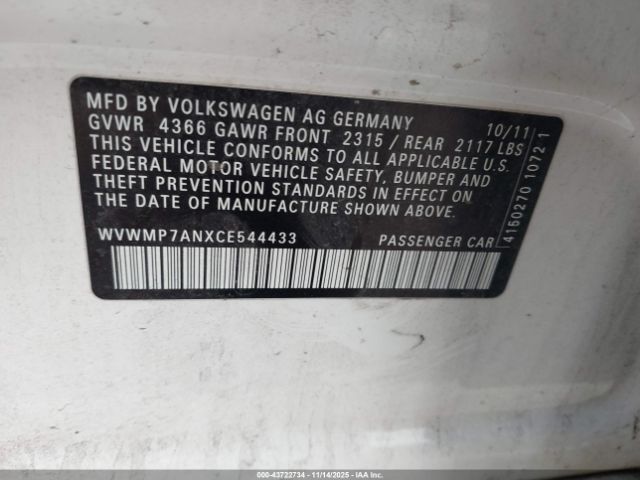 MFD BY VOLKSWAGEN AG GERMANY 10/11
GVWR 4366 GAWR FRONT 2315 / REAR 2117 LBS
THIS VEHICLE CONFORMS TO ALL APPLICABLE U.S.
FEDERAL MOTOR VEHICLE SAFETY, BUMPER AND
THEFT PREVENTION STANDARDS IN EFFECT ON
THE DATE OF MANUFACTURE SHOWN ABOVE.
WVWMP7ANXCE544433 PASSENGER CAR
4160270 1072 1
000-43722734 | 11/14/2025 | IAA Inc.